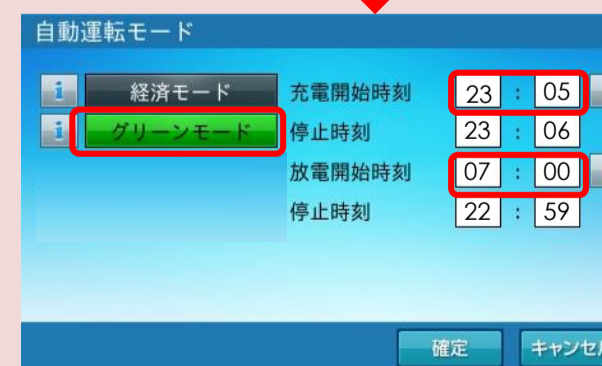 自動運転モード
i 経済モード 充電開始時刻 23 : 05
i グリーンモード 停止時刻 23 : 06
放電開始時刻 07 : 00
停止時刻 22 : 59
確定 キャンセル